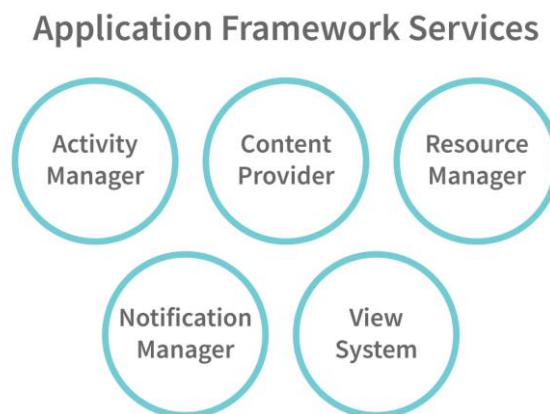 Application Framework Services
Activity
Manager
Content
Provider
Resource
Manager
Notification
Manager
View
System